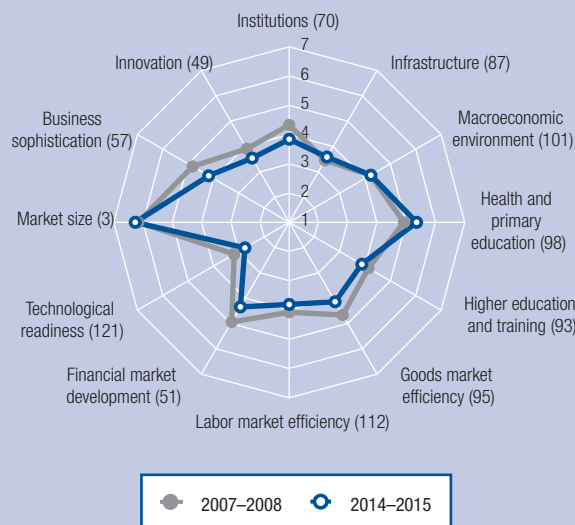 Institutions (70)
7
6
5
4
3
2
1
Infrastructure (87)
Macroeconomic
environment (101)
Health and
primary
education (98)
Higher education
and training (93)
Goods market
efficiency (95)
Labor market efficiency (112)
Financial market
development (51)
Technological
readiness (121)
Market size (3)
Business
sophistication (57)
Innovation (49)
2007–2008
2014–2015